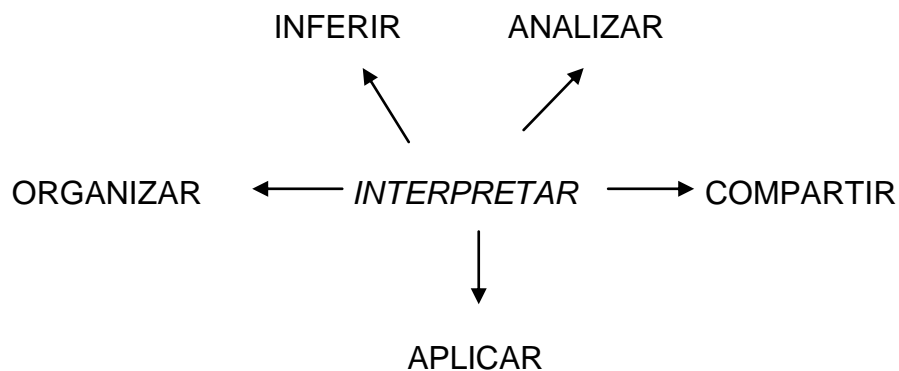 INFERIR ANALIZAR
ORGANIZAR INTERPRETAR COMPARTIR
APLICAR